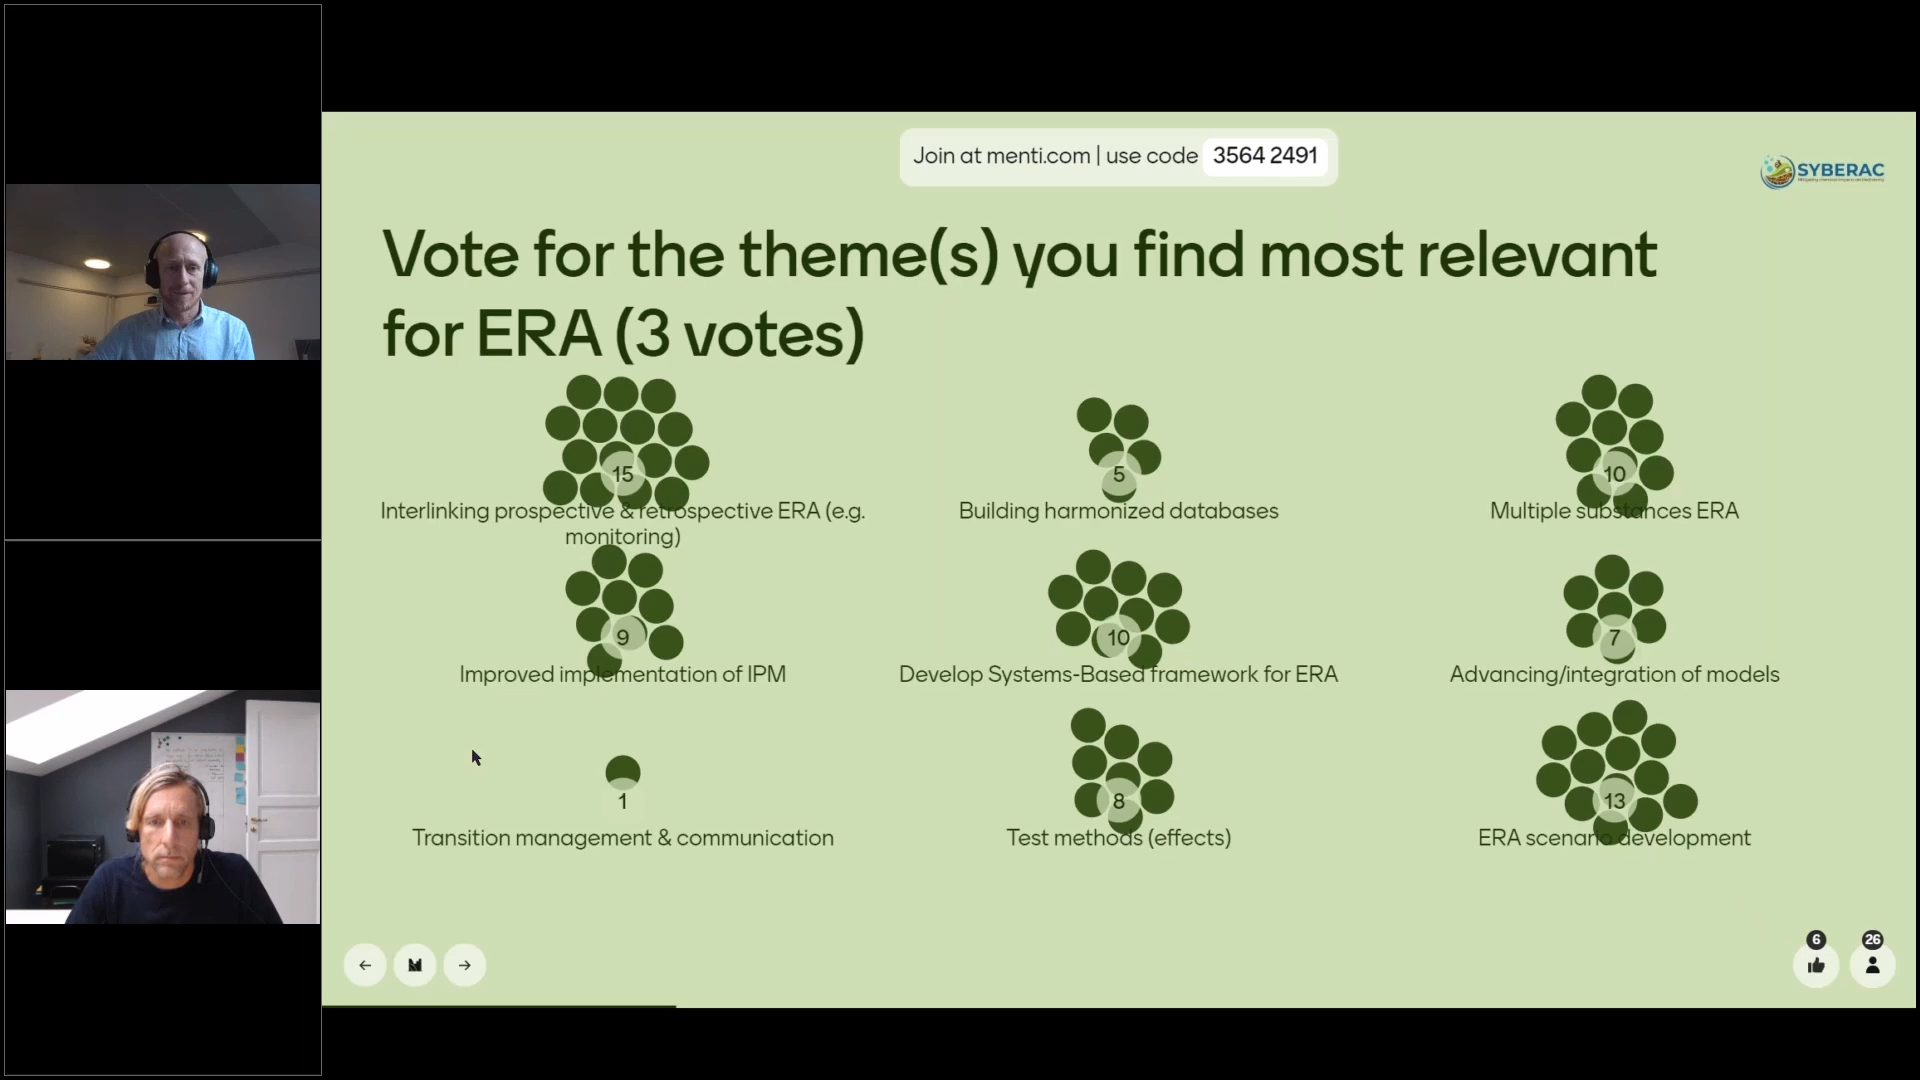 Join at menti.com | use code 3564 2491
SYBERAC
Vote for the theme(s) you find most relevant
for ERA (3 votes)
15
Interlinking prospective & retrospective ERA (e.g.
monitoring)
5
Building harmonized databases
10
Multiple substances ERA
9
Improved implementation of IPM
10
Develop Systems-Based framework for ERA
7
Advancing/integration of models
1
Transition management & communication
8
Test methods (effects)
13
ERA scenario development
6
26